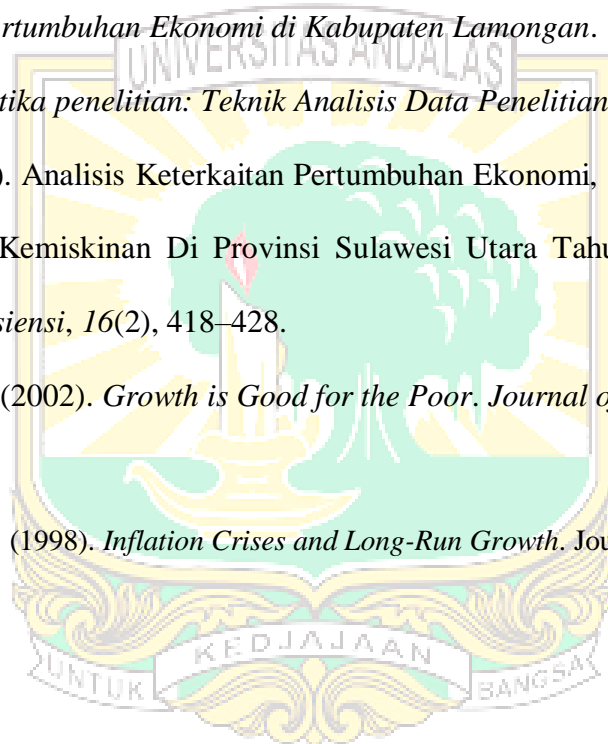 rtumbuhan Ekonomi di Kabupaten Lamongan.
UNIVERSITAS ANDALAS
tika penelitian: Teknik Analisis Data Penelitian
). Analisis Keterkaitan Pertumbuhan Ekonomi,
Kemiskinan Di Provinsi Sulawesi Utara Tahu
siensi, 16(2), 418–428.
(2002). Growth is Good for the Poor. Journal o
(1998). Inflation Crises and Long-Run Growth. Jou
UNTUK KEDJAJAAN BANGSA